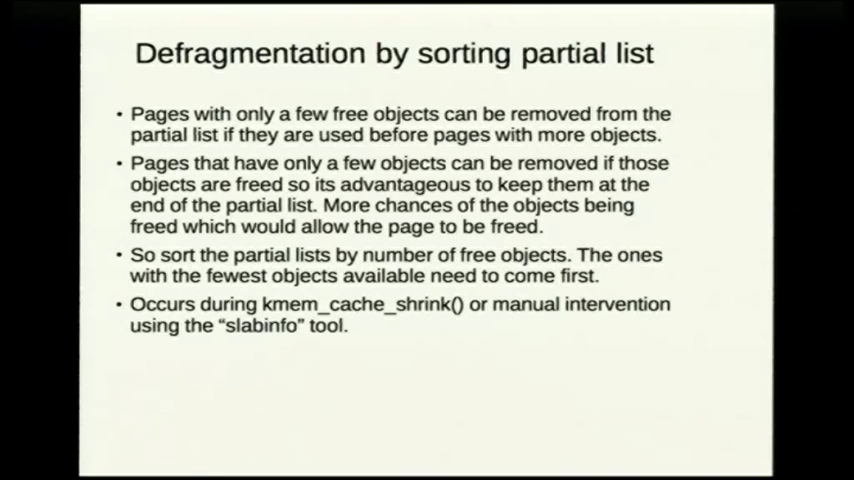 Defragmentation by sorting partial list
• Pages with only a few free objects can be removed from the
partial list if they are used before pages with more objects.
• Pages that have only a few objects can be removed if those
objects are freed so its advantageous to keep them at the
end of the partial list. More chances of the objects being
freed which would allow the page to be freed.
• So sort the partial lists by number of free objects. The ones
with the fewest objects available need to come first.
• Occurs during kmem_cache_shrink() or manual intervention
using the “slabinfo” tool.